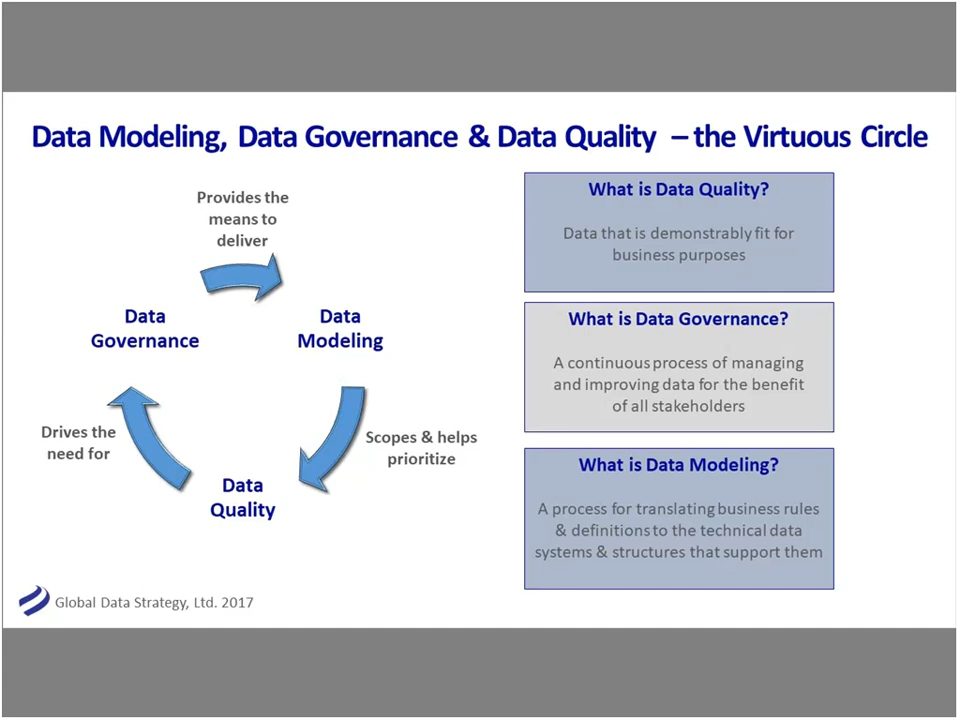 Data Modeling, Data Governance & Data Quality – the Virtuous Circle
Provides the
means to
deliver
Data
Governance
Data
Modeling
Drives the
need for
Scopes & helps
prioritize
Data
Quality
What is Data Quality?
Data that is demonstrably fit for
business purposes
What is Data Governance?
A continuous process of managing
and improving data for the benefit
of all stakeholders
What is Data Modeling?
A process for translating business rules
& definitions to the technical data
systems & structures that support them
Global Data Strategy, Ltd. 2017